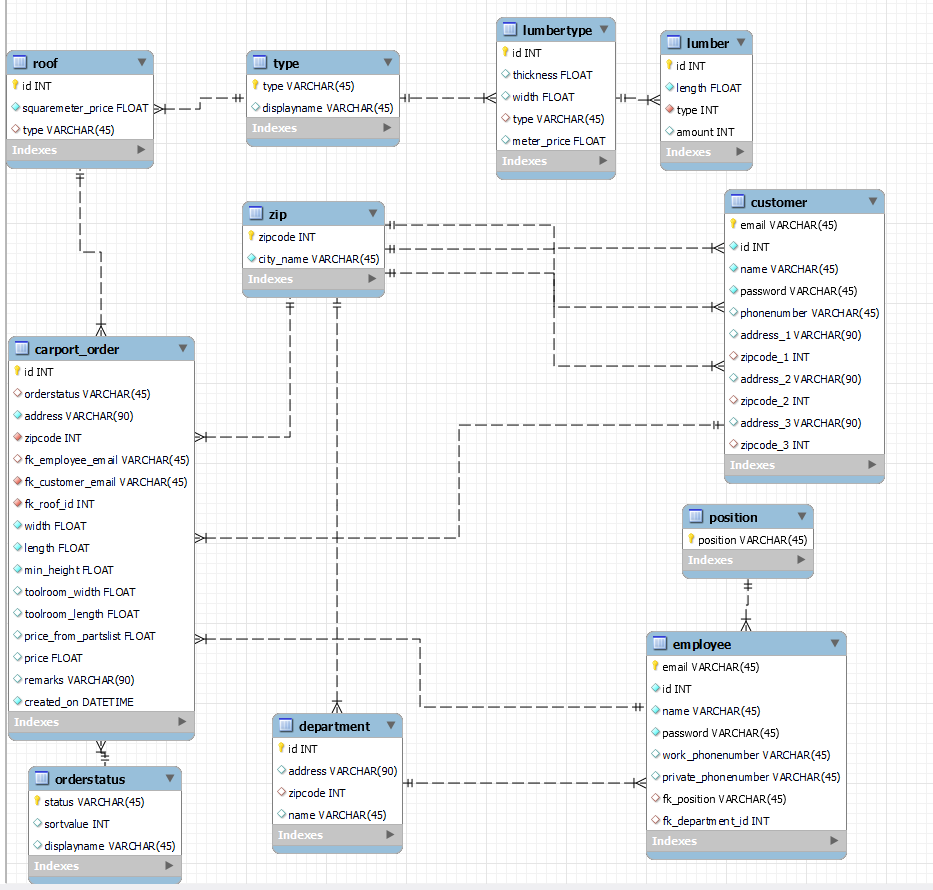 roof
id INT
squaremeter_price FLOAT
type VARCHAR(45)
Indexes
type
type VARCHAR(45)
displayname VARCHAR(45)
Indexes
lumbertype
id INT
thickness FLOAT
width FLOAT
type VARCHAR(45)
meter_price FLOAT
Indexes
lumber
id INT
length FLOAT
type INT
amount INT
Indexes
zip
zipcode INT
city_name VARCHAR(45)
Indexes
customer
email VARCHAR(45)
id INT
name VARCHAR(45)
password VARCHAR(45)
phonenumber VARCHAR(45)
address_1 VARCHAR(90)
zipcode_1 INT
address_2 VARCHAR(90)
zipcode_2 INT
address_3 VARCHAR(90)
zipcode_3 INT
Indexes
carport_order
id INT
orderstatus VARCHAR(45)
address VARCHAR(90)
zipcode INT
fk_employee_email VARCHAR(45)
fk_customer_email VARCHAR(45)
fk_roof_id INT
width FLOAT
length FLOAT
min_height FLOAT
toolroom_width FLOAT
toolroom_length FLOAT
price_from_partslist FLOAT
price FLOAT
remarks VARCHAR(90)
created_on DATETIME
Indexes
position
position VARCHAR(45)
Indexes
employee
email VARCHAR(45)
id INT
name VARCHAR(45)
password VARCHAR(45)
work_phonenumber VARCHAR(45)
private_phonenumber VARCHAR(45)
fk_position VARCHAR(45)
fk_department_id INT
Indexes
department
id INT
address VARCHAR(90)
zipcode INT
name VARCHAR(45)
Indexes
orderstatus
status VARCHAR(45)
sortvalue INT
displayname VARCHAR(45)
Indexes